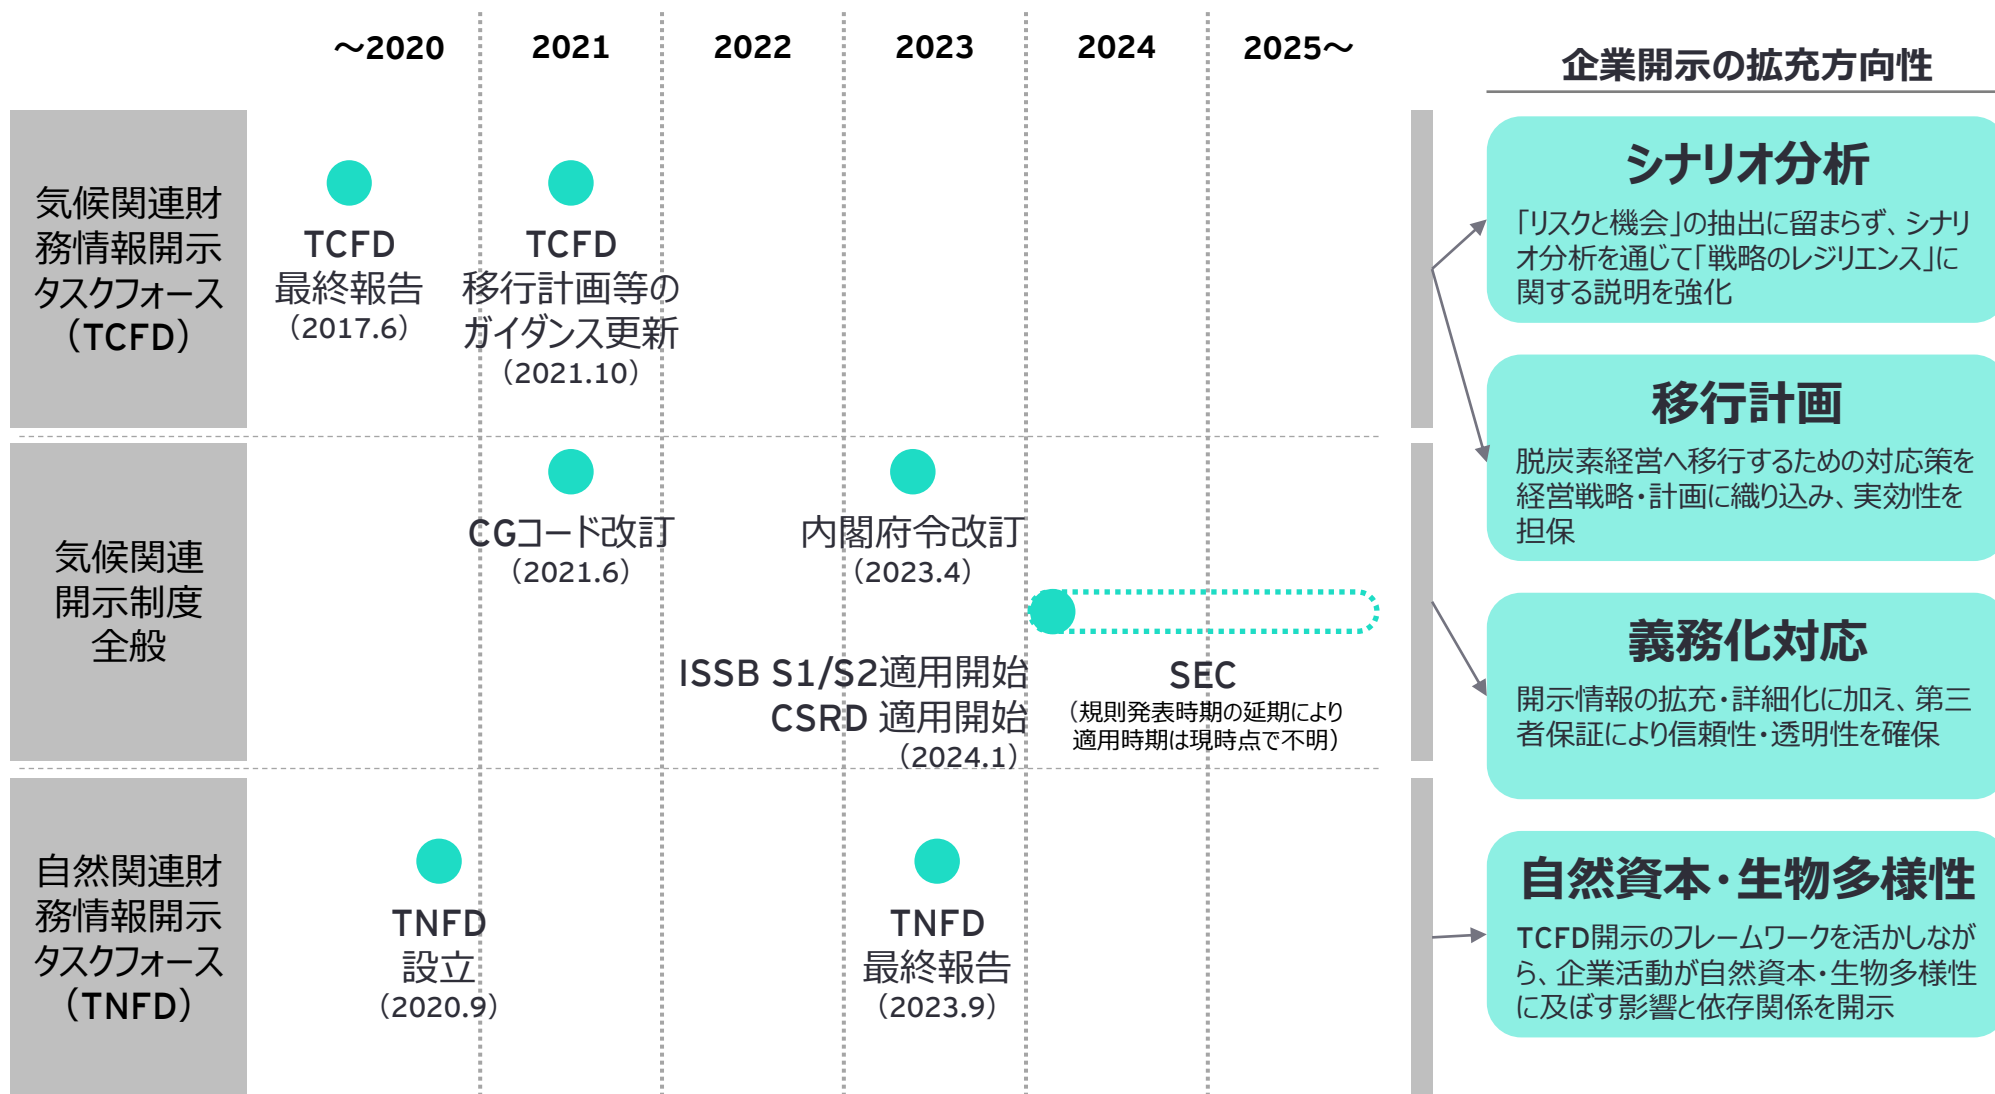 ～2020
2021
2022
2023
2024
2025～
企業開示の拡充方向性
気候関連財
務情報開示
タスクフォース
（TCFD）
TCFD
最終報告
（2017.6）
TCFD
移行計画等の
ガイダンス更新
（2021.10）
気候関連
開示制度
全般
CGコード改訂
（2021.6）
内閣府令改訂
（2023.4）
ISSB S1/S2適用開始
CSRD 適用開始
（2024.1）
SEC
（規則発表時期の延期により
適用時期は現時点で不明）
自然関連財
務情報開示
タスクフォース
（TNFD）
TNFD
設立
（2020.9）
TNFD
最終報告
（2023.9）
シナリオ分析
「リスクと機会」の抽出に留まらず、シナリ
オ分析を通じて「戦略のレジリエンス」に
関する説明を強化
移行計画
脱炭素経営へ移行するための対応策を
経営戦略・計画に織り込み、実効性を
担保
義務化対応
開示情報の拡充・詳細化に加え、第三
者保証により信頼性・透明性を確保
自然資本・生物多様性
TCFD開示のフレームワークを活かしなが
ら、企業活動が自然資本・生物多様性
に及ぼす影響と依存関係を開示